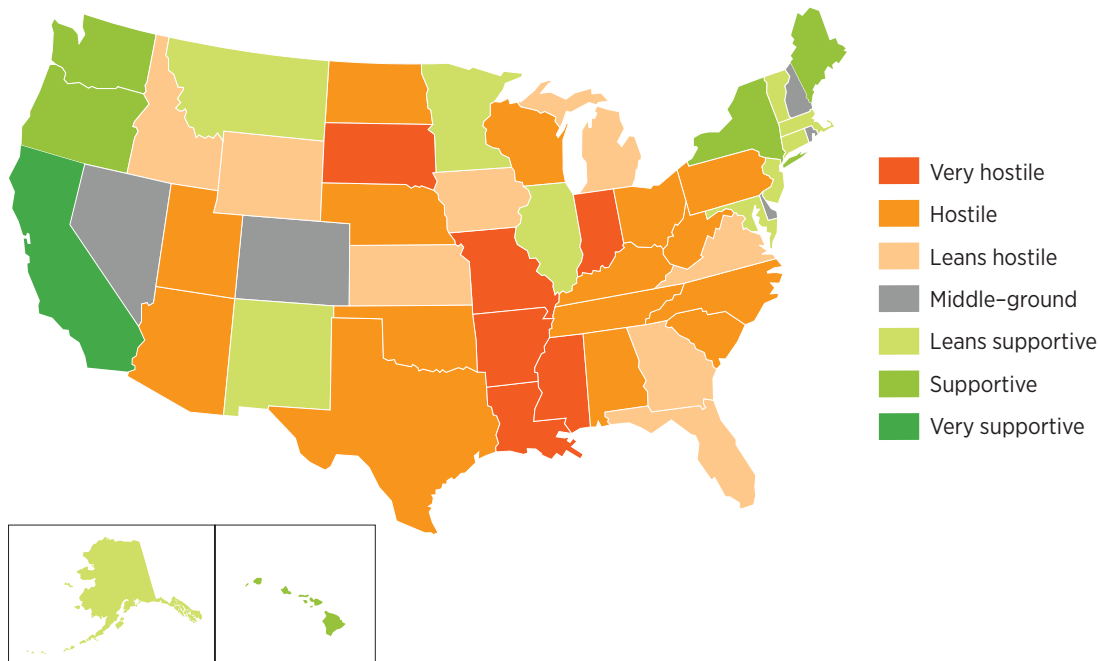 Very hostile
Hostile
Leans hostile
Middle–ground
Leans supportive
Supportive
Very supportive